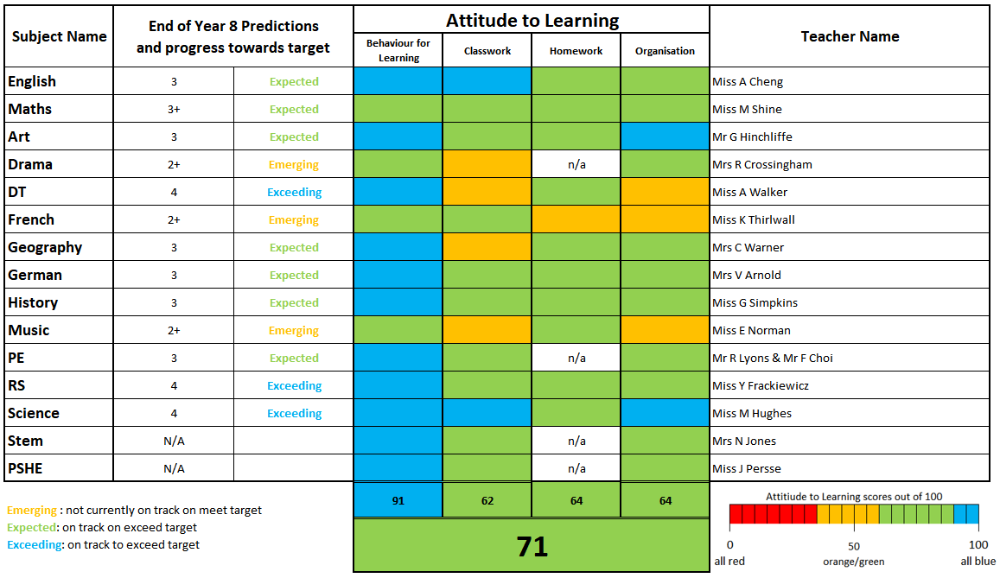 Subject Name
End of Year 8 Predictions
and progress towards target
Attitude to Learning
Behaviour for
Learning
Classwork
Homework
Organisation
Teacher Name
English 3 Expected Miss A Cheng
Maths 3+ Expected Miss M Shine
Art 3 Expected Mr G Hinchliffe
Drama 2+ Emerging n/a Mrs R Crossingham
DT 4 Exceeding Miss A Walker
French 2+ Emerging Miss K Thirlwall
Geography 3 Expected Mrs C Warner
German 3 Expected Mrs V Arnold
History 3 Expected Miss G Simpkins
Music 2+ Emerging Miss E Norman
PE 3 Expected n/a Mr R Lyons & Mr F Choi
RS 4 Exceeding Miss Y Frackiewicz
Science 4 Exceeding Miss M Hughes
Stem N/A n/a Mrs N Jones
PSHE N/A n/a Miss J Persse
91 62 64 64
71
Emerging : not currently on track on meet target
Expected: on track on exceed target
Exceeding: on track to exceed target
Attitiude to Learning scores out of 100
0 50 100
all red orange/green all blue